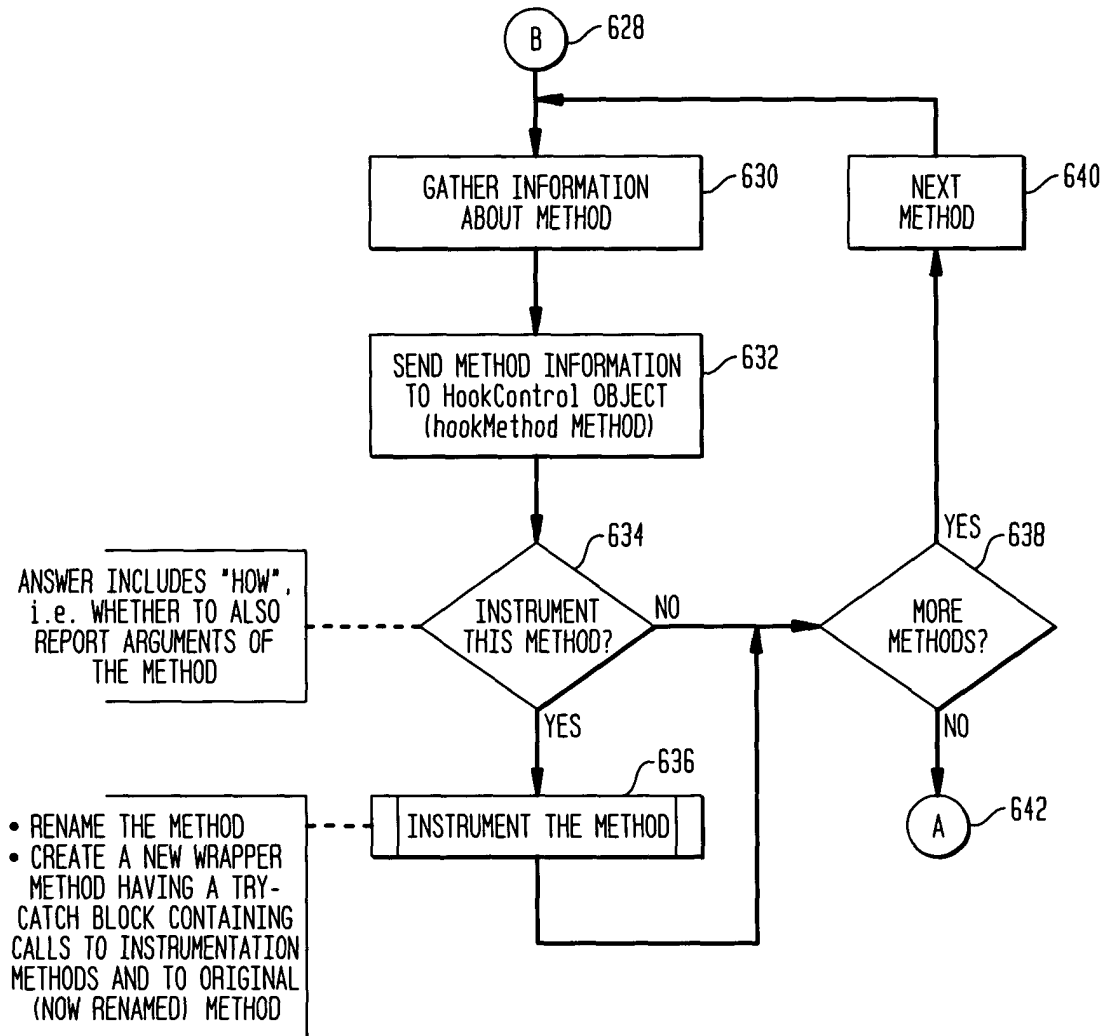 B
628
GATHER INFORMATION
ABOUT METHOD
630
NEXT
METHOD
640
SEND METHOD INFORMATION
TO HookControl OBJECT
(hookMethod METHOD)
632
634
INSTRUMENT
THIS METHOD?
NO
YES
ANSWER INCLUDES "HOW",
i.e. WHETHER TO ALSO
REPORT ARGUMENTS OF
THE METHOD
YES
638
MORE
METHODS?
NO
636
INSTRUMENT THE METHOD
A
642
• RENAME THE METHOD
• CREATE A NEW WRAPPER
METHOD HAVING A TRY-
CATCH BLOCK CONTAINING
CALLS TO INSTRUMENTATION
METHODS AND TO ORIGINAL
(NOW RENAMED) METHOD